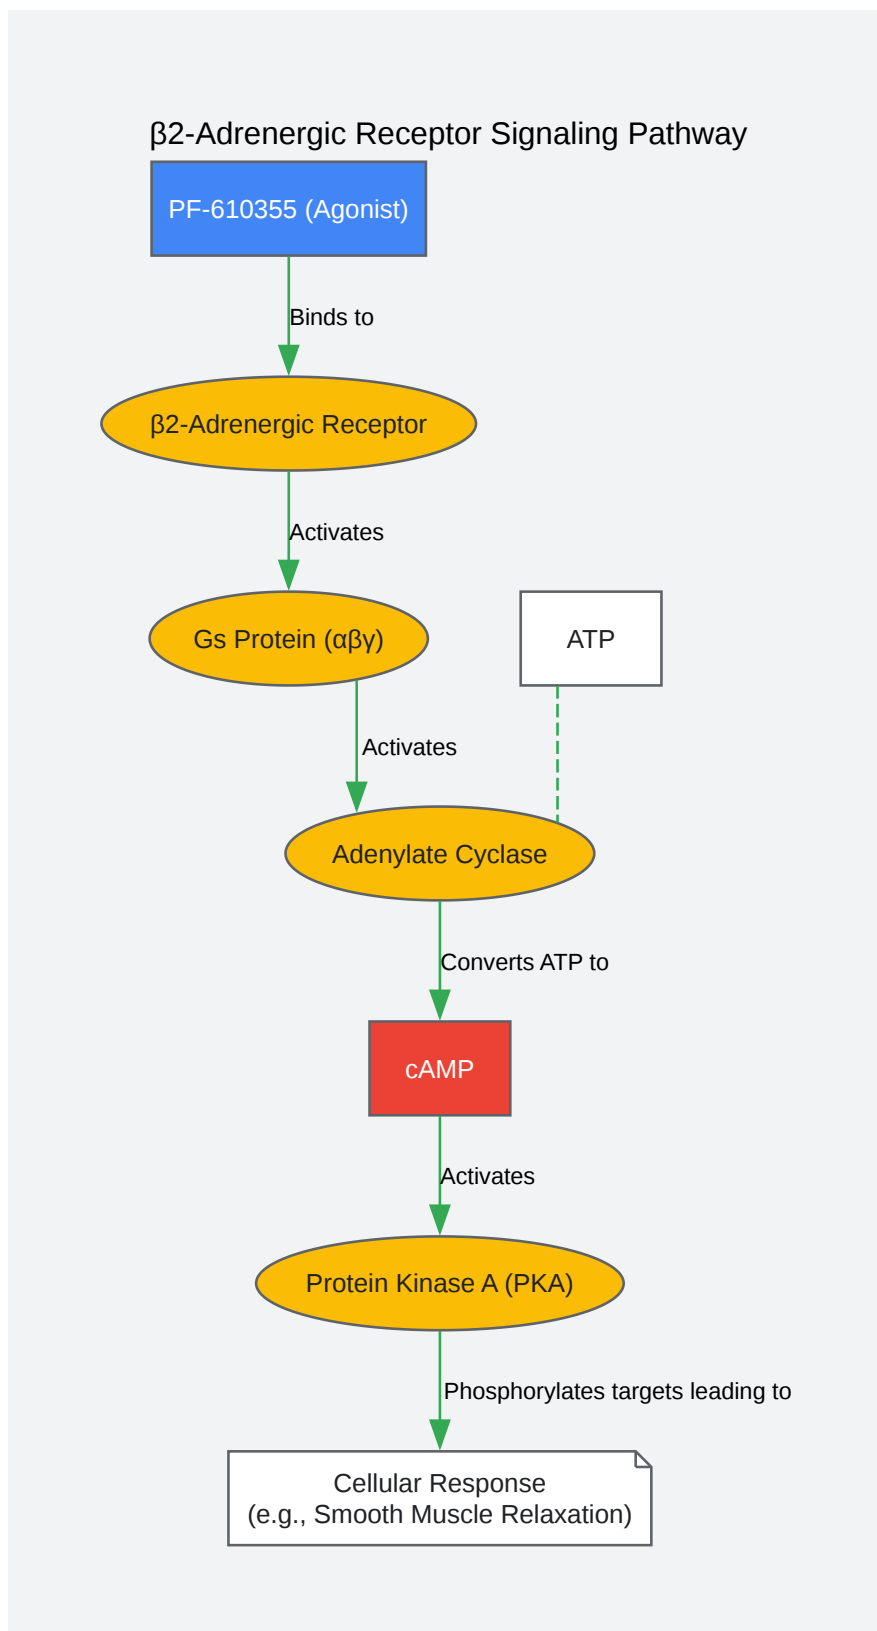 β2-Adrenergic Receptor Signaling Pathway
PF-610355 (Agonist)
Binds to
β2-Adrenergic Receptor
Activates
Gs Protein (αβγ)
ATP
Activates
Adenylate Cyclase
Converts ATP to
cAMP
Activates
Protein Kinase A (PKA)
Phosphorylates targets leading to
Cellular Response
(e.g., Smooth Muscle Relaxation)